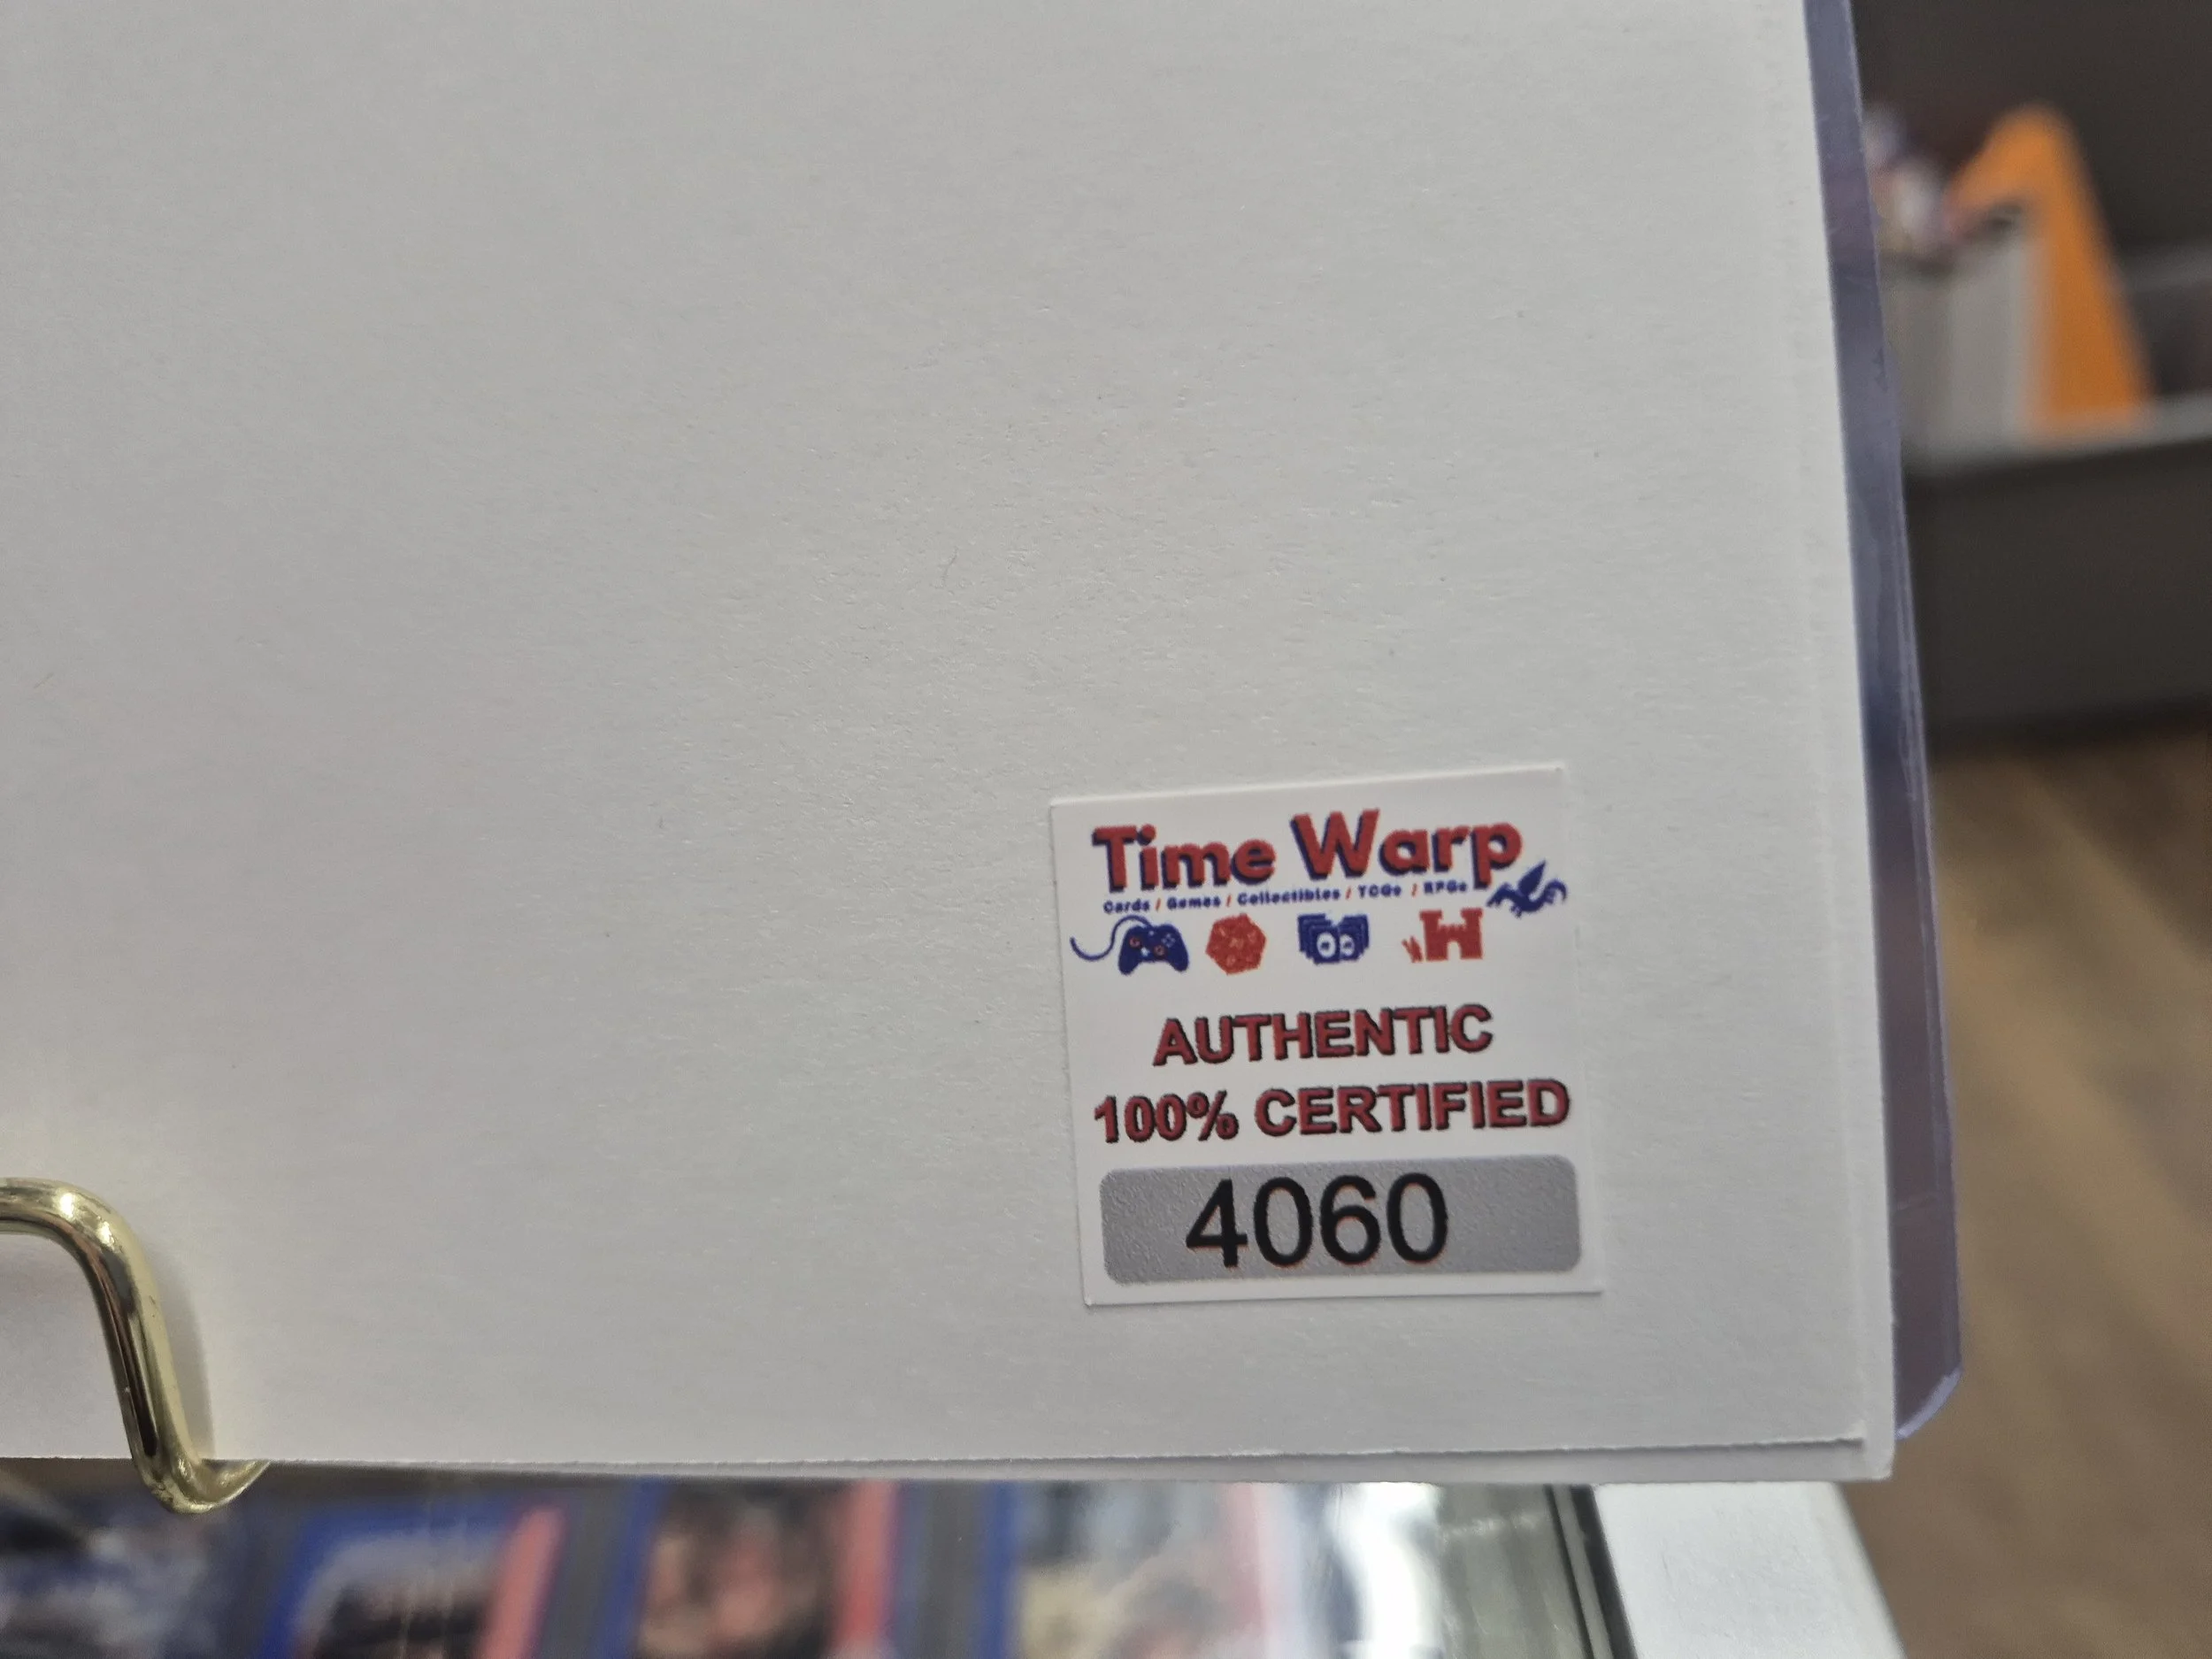 Time Warp
Cards / Games / Collectibles / TCGs / RPGs
AUTHENTIC
100% CERTIFIED
4060